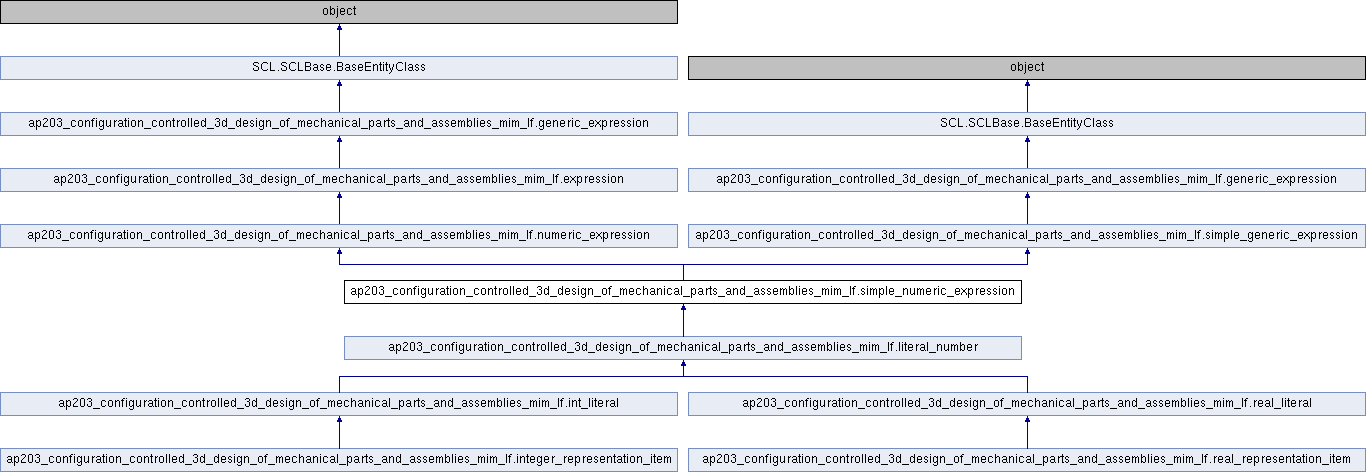 object
SCL.SCLBase.BaseEntityClass
object
ap203_configuration_controlled_3d_design_of_mechanical_parts_and_assemblies_mim_lf.generic_expression
SCL.SCLBase.BaseEntityClass
ap203_configuration_controlled_3d_design_of_mechanical_parts_and_assemblies_mim_lf.expression
ap203_configuration_controlled_3d_design_of_mechanical_parts_and_assemblies_mim_lf.generic_expression
ap203_configuration_controlled_3d_design_of_mechanical_parts_and_assemblies_mim_lf.numeric_expression
ap203_configuration_controlled_3d_design_of_mechanical_parts_and_assemblies_mim_lf.simple_generic_expression
ap203_configuration_controlled_3d_design_of_mechanical_parts_and_assemblies_mim_lf.simple_numeric_expression
ap203_configuration_controlled_3d_design_of_mechanical_parts_and_assemblies_mim_lf.literal_number
ap203_configuration_controlled_3d_design_of_mechanical_parts_and_assemblies_mim_lf.int_literal
ap203_configuration_controlled_3d_design_of_mechanical_parts_and_assemblies_mim_lf.real_literal
ap203_configuration_controlled_3d_design_of_mechanical_parts_and_assemblies_mim_lf.integer_representation_item
ap203_configuration_controlled_3d_design_of_mechanical_parts_and_assemblies_mim_lf.real_representation_item